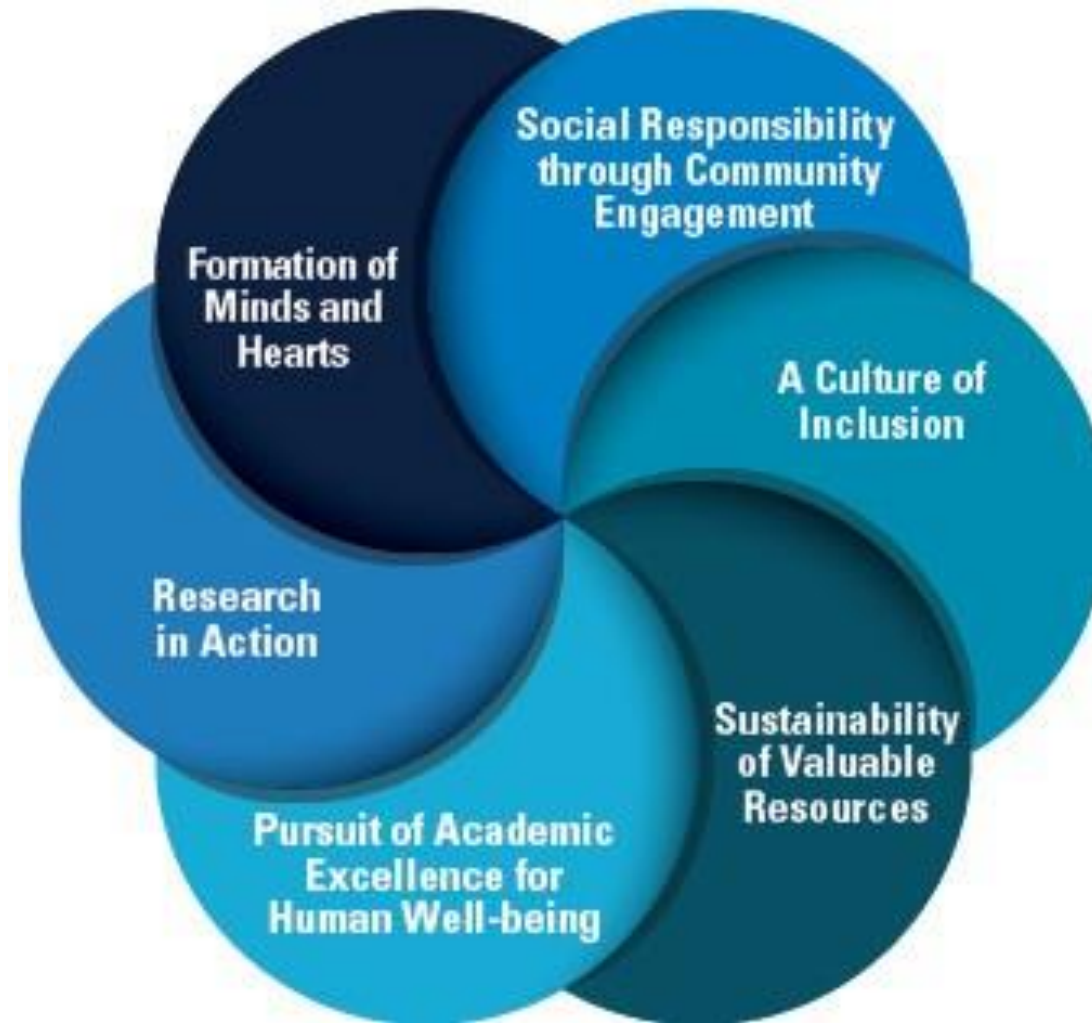 Social Responsibility
through Community
Engagement
Formation of
Minds and
Hearts
A Culture of
Inclusion
Research
in Action
Sustainability
of Valuable
Resources
Pursuit of Academic
Excellence for
Human Well-being